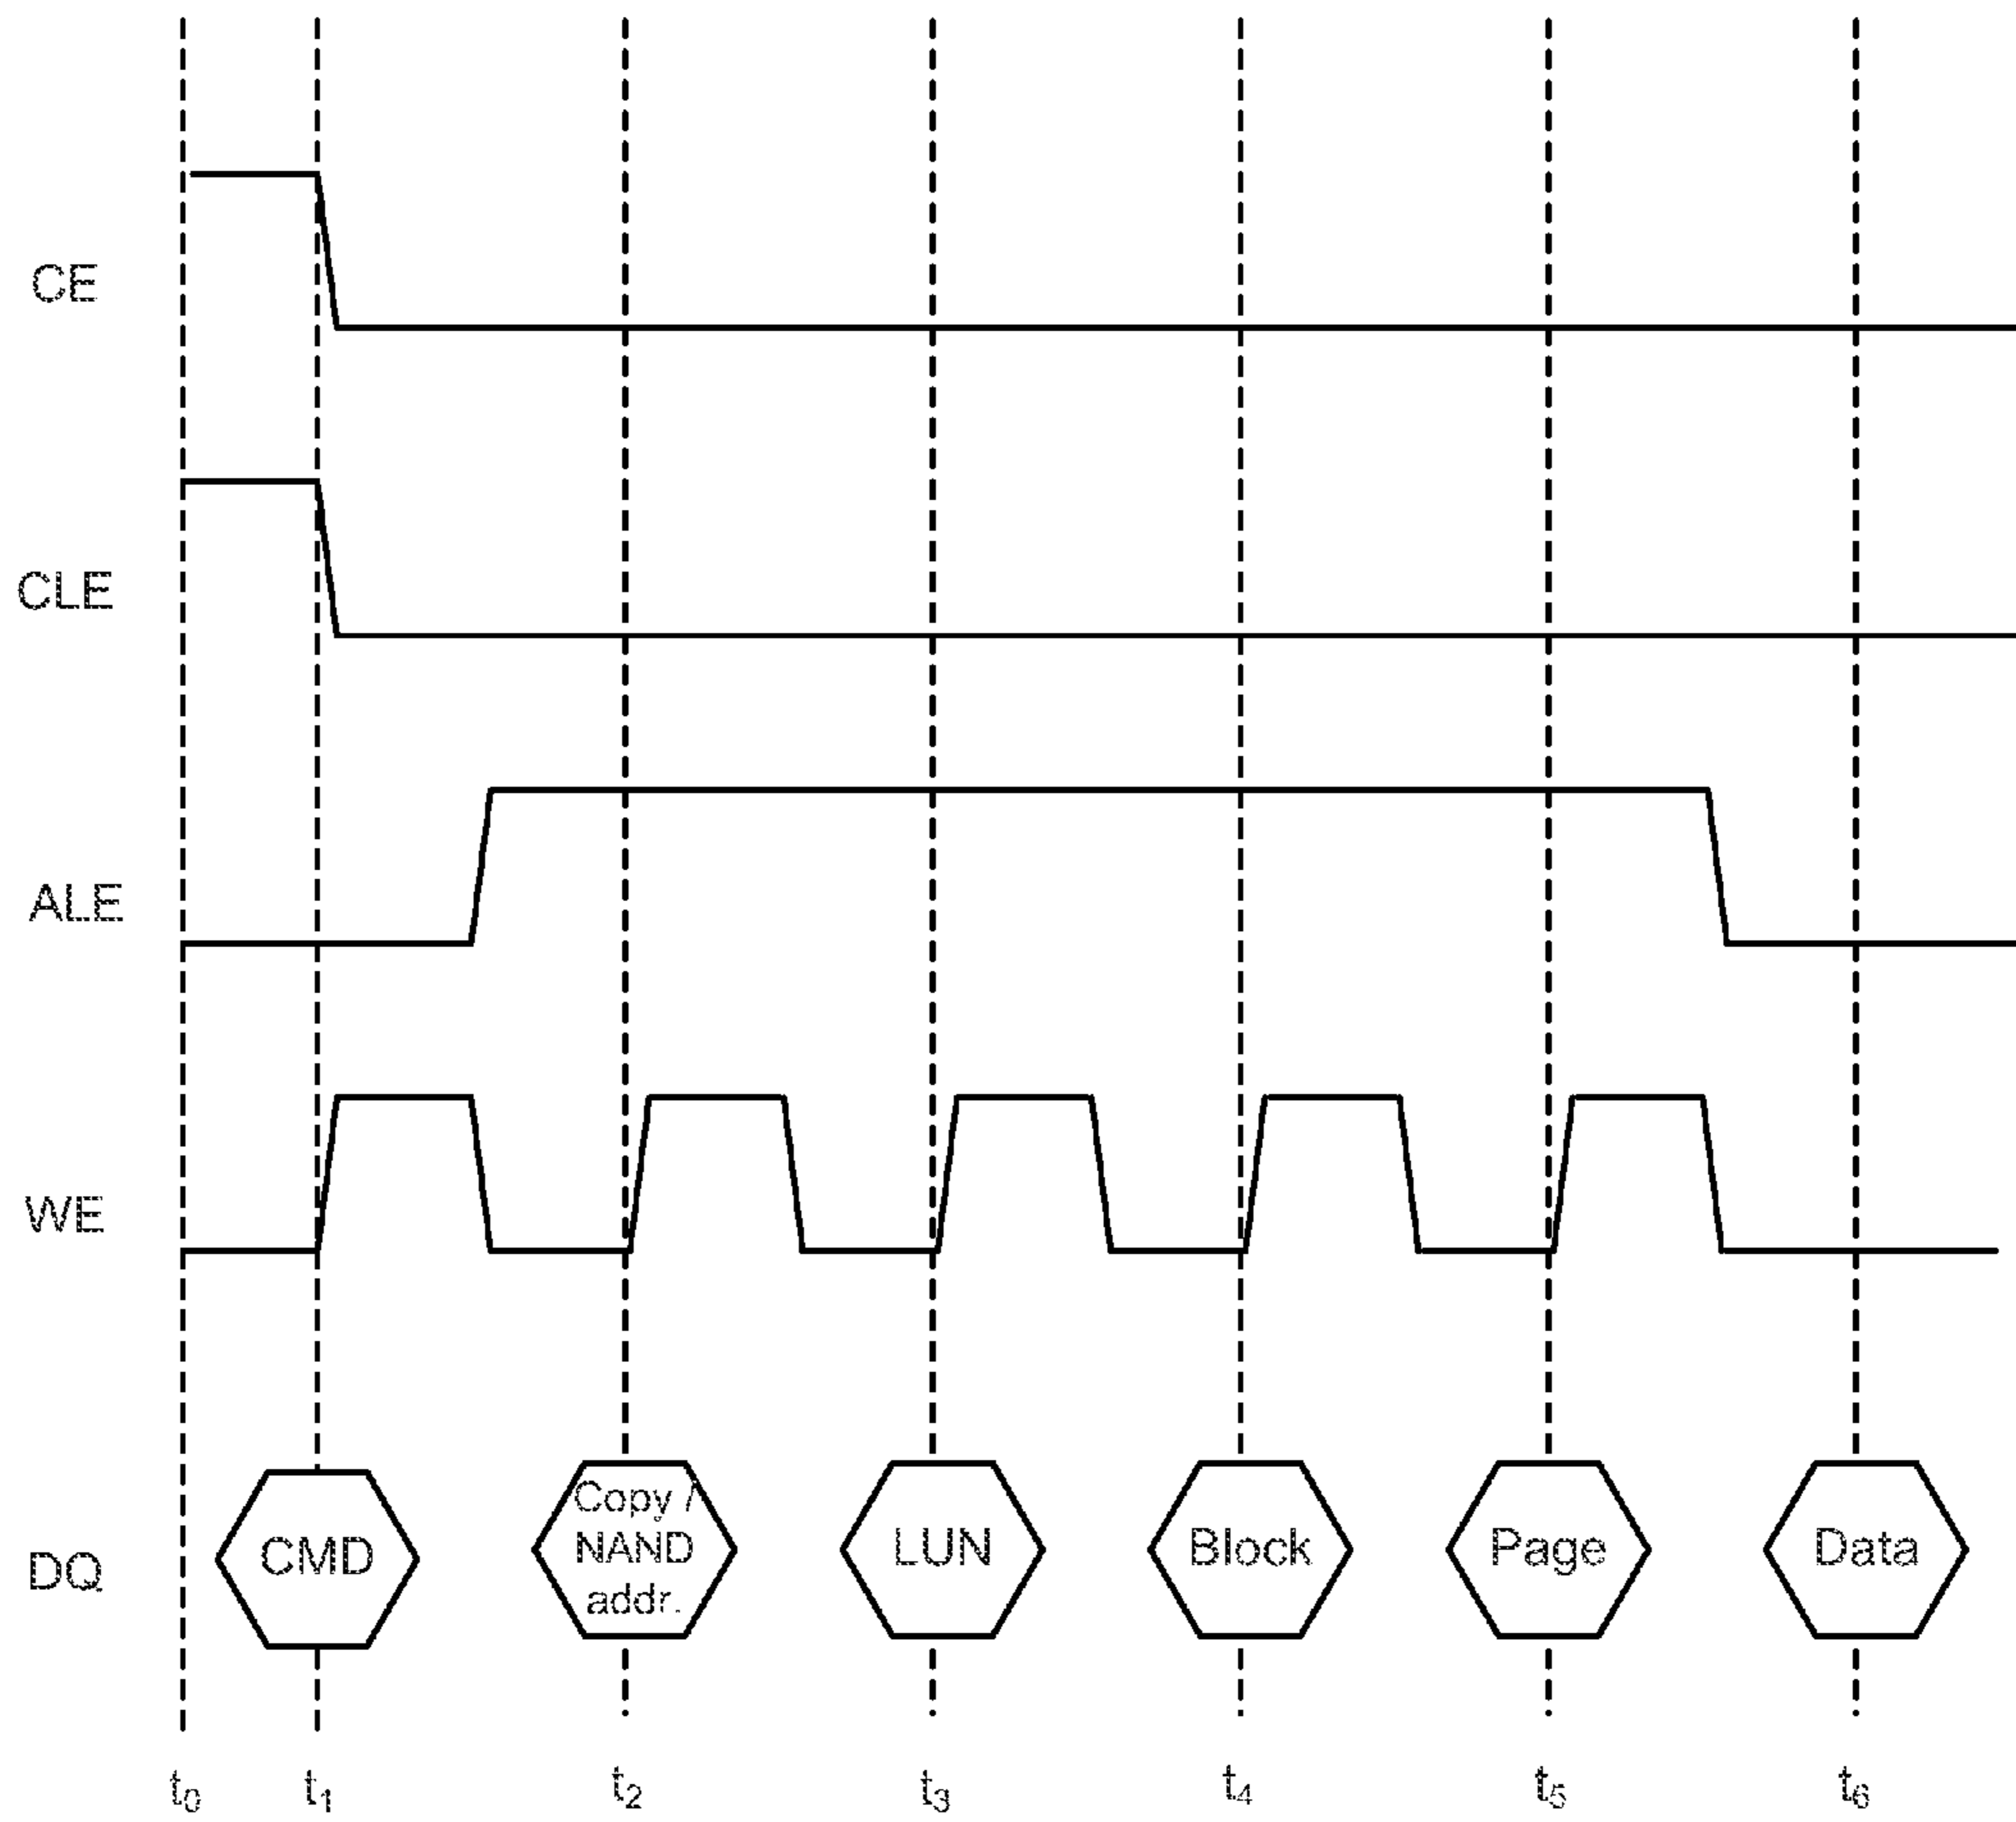 CE
CLE
ALE
WE
DQ
CMD
Copy /
NAND
addr.
LUN
Block
Page
Data
t0
t1
t2
t3
t4
t5
t6